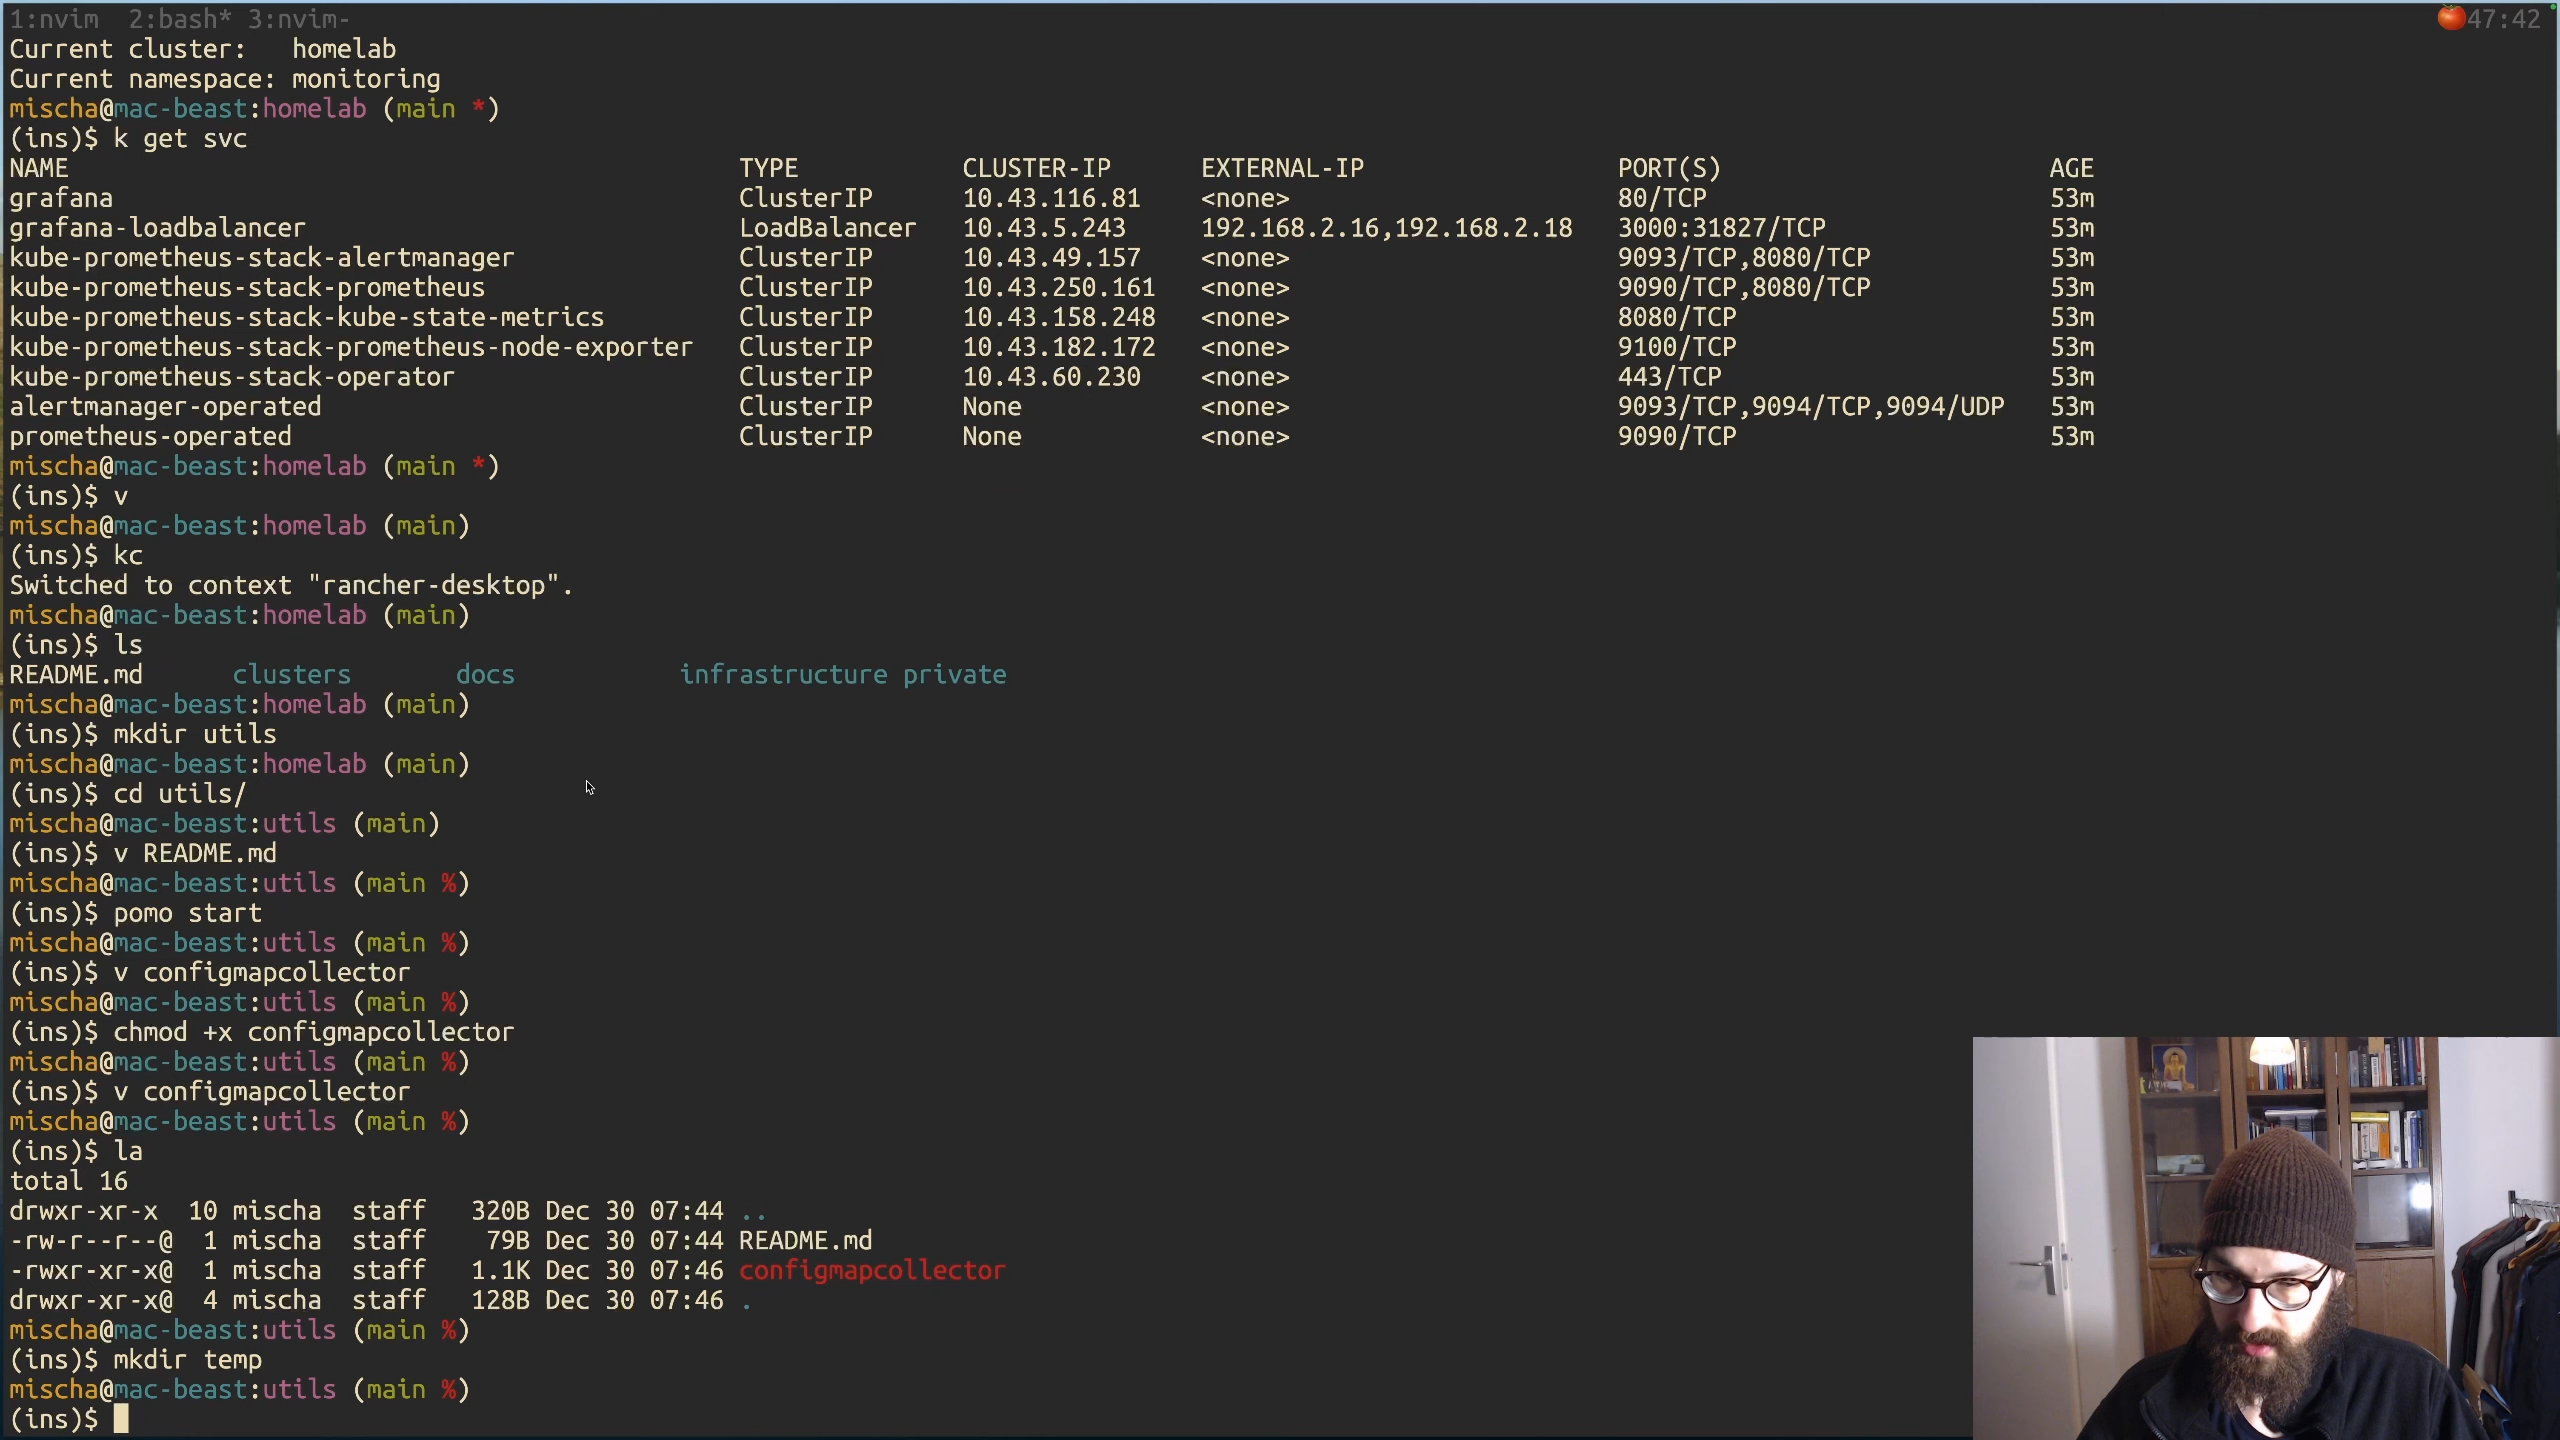 1:nvim  2:bash* 3:nvim-
47:42
Current cluster:   homelab
Current namespace: monitoring
mischa@mac-beast:homelab (main *)
(ins)$ k get svc
NAME TYPE CLUSTER-IP EXTERNAL-IP PORT(S) AGE
grafana ClusterIP 10.43.116.81 <none> 80/TCP 53m
grafana-loadbalancer LoadBalancer 10.43.5.243 192.168.2.16,192.168.2.18 3000:31827/TCP 53m
kube-prometheus-stack-alertmanager ClusterIP 10.43.49.157 <none> 9093/TCP,8080/TCP 53m
kube-prometheus-stack-prometheus ClusterIP 10.43.250.161 <none> 9090/TCP,8080/TCP 53m
kube-prometheus-stack-kube-state-metrics ClusterIP 10.43.158.248 <none> 8080/TCP 53m
kube-prometheus-stack-prometheus-node-exporter ClusterIP 10.43.182.172 <none> 9100/TCP 53m
kube-prometheus-stack-operator ClusterIP 10.43.60.230 <none> 443/TCP 53m
alertmanager-operated ClusterIP None <none> 9093/TCP,9094/TCP,9094/UDP 53m
prometheus-operated ClusterIP None <none> 9090/TCP 53m
mischa@mac-beast:homelab (main *)
(ins)$ v
mischa@mac-beast:homelab (main)
(ins)$ kc
Switched to context "rancher-desktop".
mischa@mac-beast:homelab (main)
(ins)$ ls
README.md clusters docs infrastructure private
mischa@mac-beast:homelab (main)
(ins)$ mkdir utils
mischa@mac-beast:homelab (main)
(ins)$ cd utils/
mischa@mac-beast:utils (main)
(ins)$ v README.md
mischa@mac-beast:utils (main %)
(ins)$ pomo start
mischa@mac-beast:utils (main %)
(ins)$ v configmapcollector
mischa@mac-beast:utils (main %)
(ins)$ chmod +x configmapcollector
mischa@mac-beast:utils (main %)
(ins)$ v configmapcollector
mischa@mac-beast:utils (main %)
(ins)$ la
total 16
drwxr-xr-x  10 mischa  staff   320B Dec 30 07:44 ..
-rw-r--r--@  1 mischa  staff    79B Dec 30 07:44 README.md
-rwxr-xr-x@  1 mischa  staff   1.1K Dec 30 07:46 configmapcollector
drwxr-xr-x@  4 mischa  staff   128B Dec 30 07:46 .
mischa@mac-beast:utils (main %)
(ins)$ mkdir temp
mischa@mac-beast:utils (main %)
(ins)$